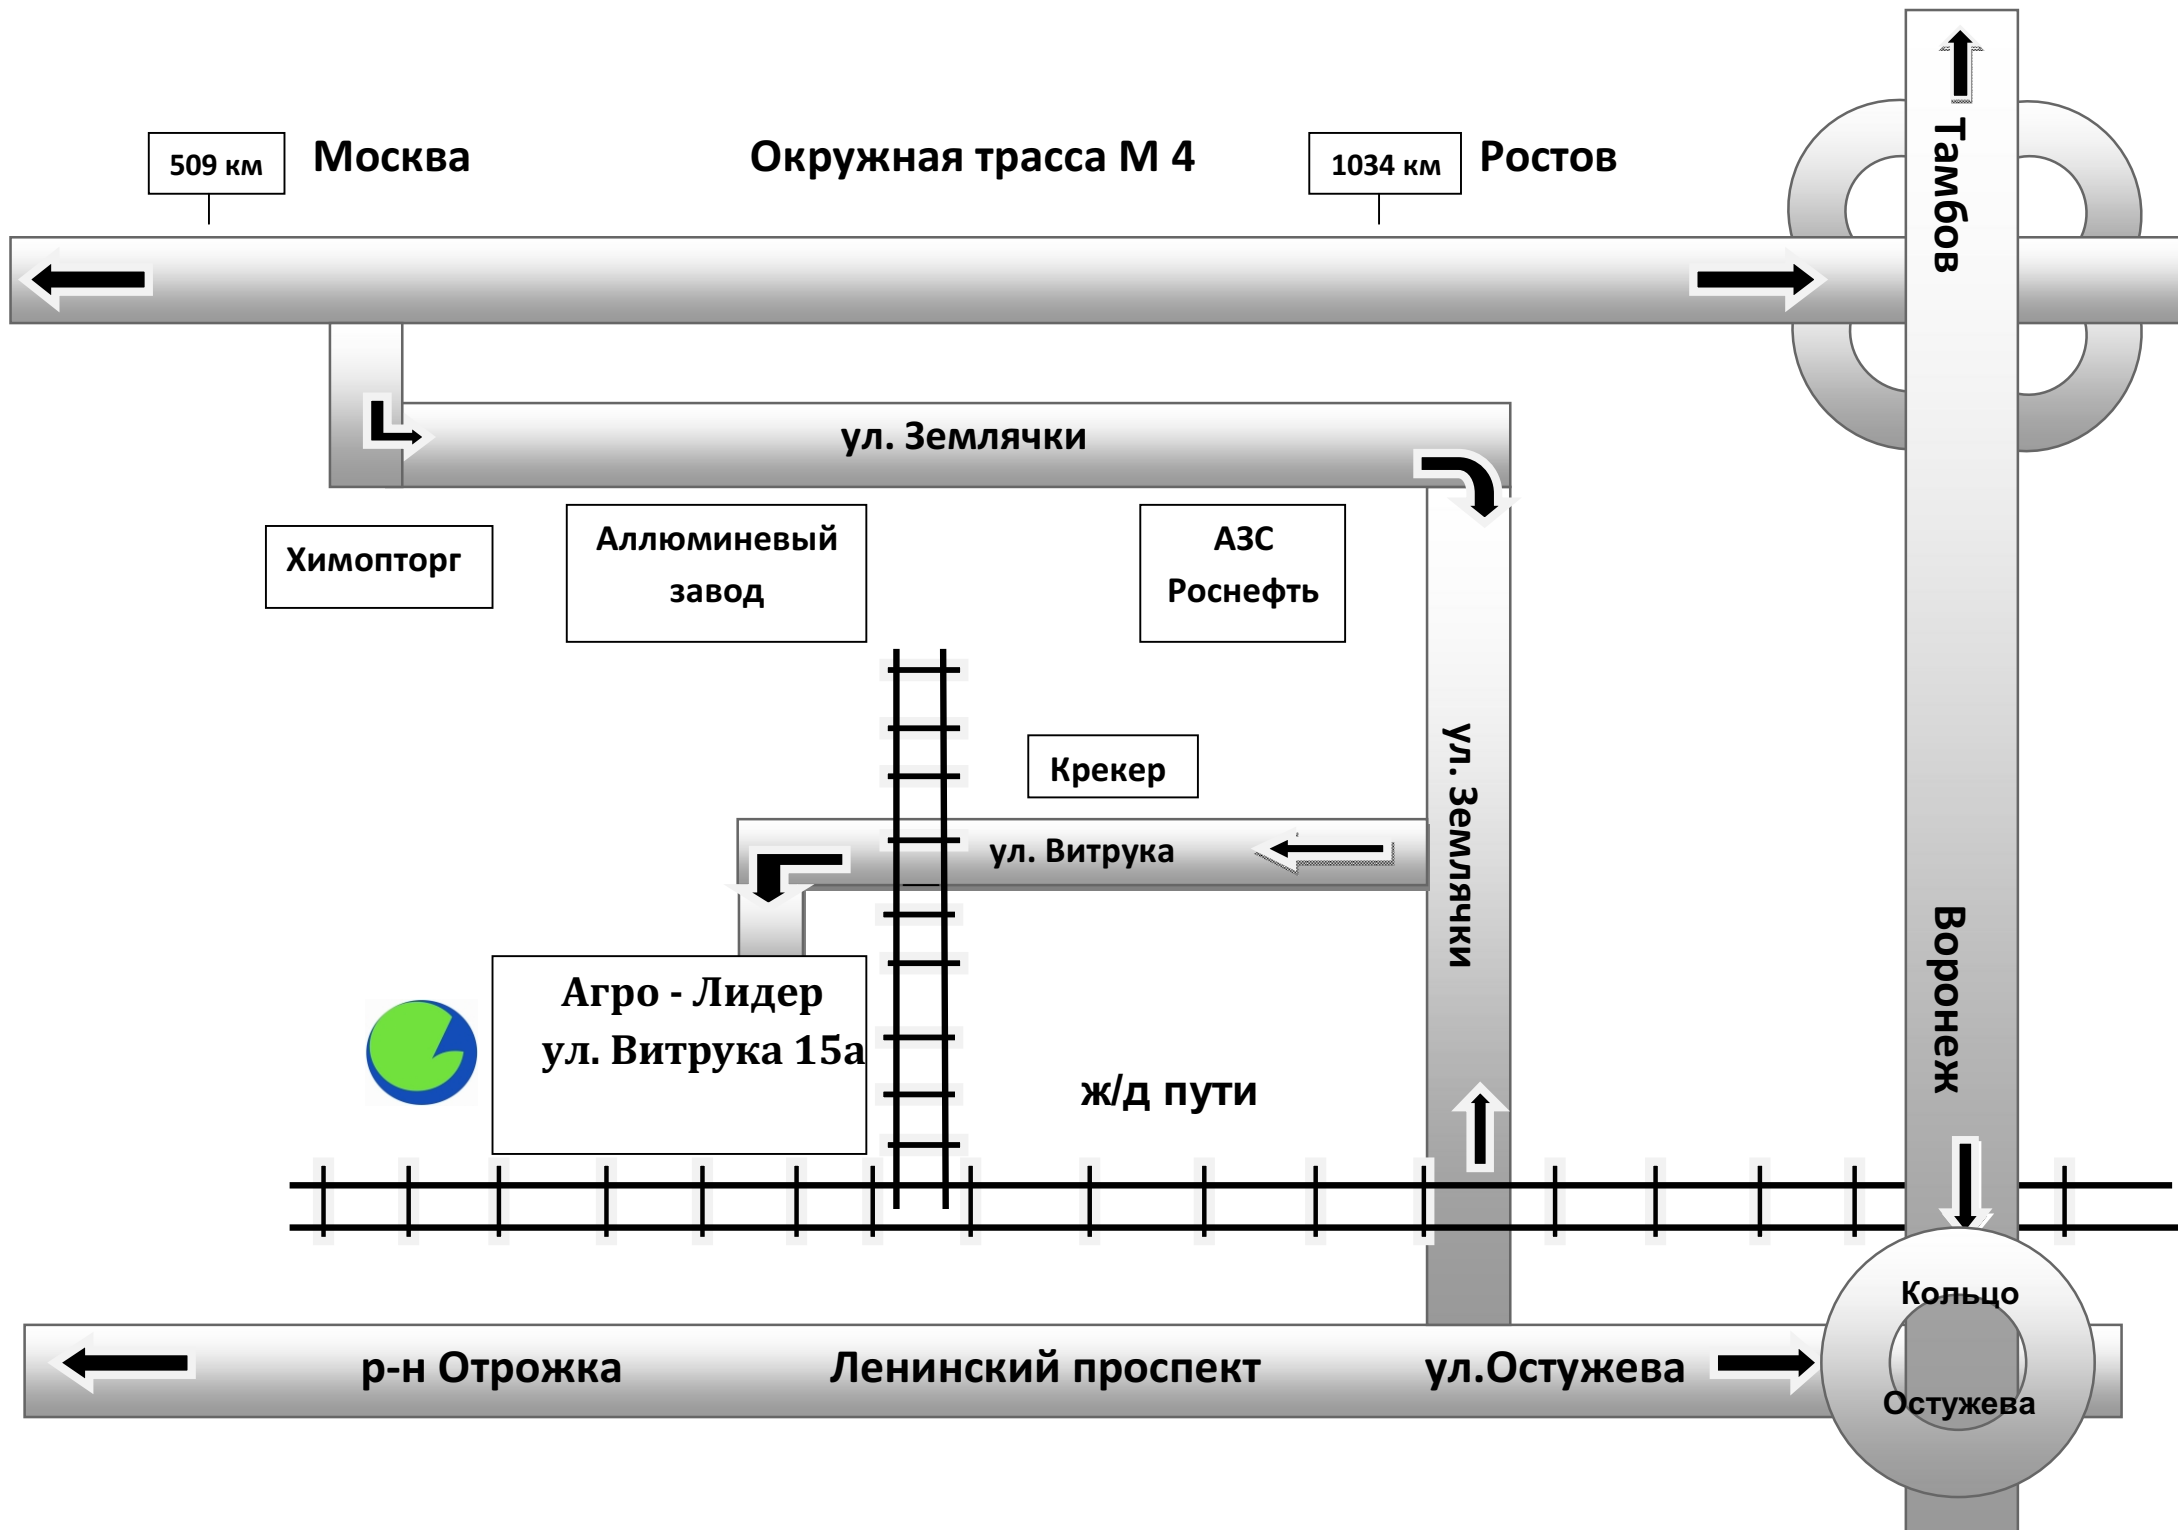 509 км
Москва
Окружная трасса М 4
1034 км
Ростов
Тамбов
ул. Землячки
Химопторг
Аллюминевый
завод
АЗС
Роснефть
Крекер
ул. Витрука
ул. Землячки
Воронеж
Агро - Лидер
ул. Витрука 15а
ж/д пути
Кольцо
Остужева
р-н Отрожка
Ленинский проспект
ул.Остужева